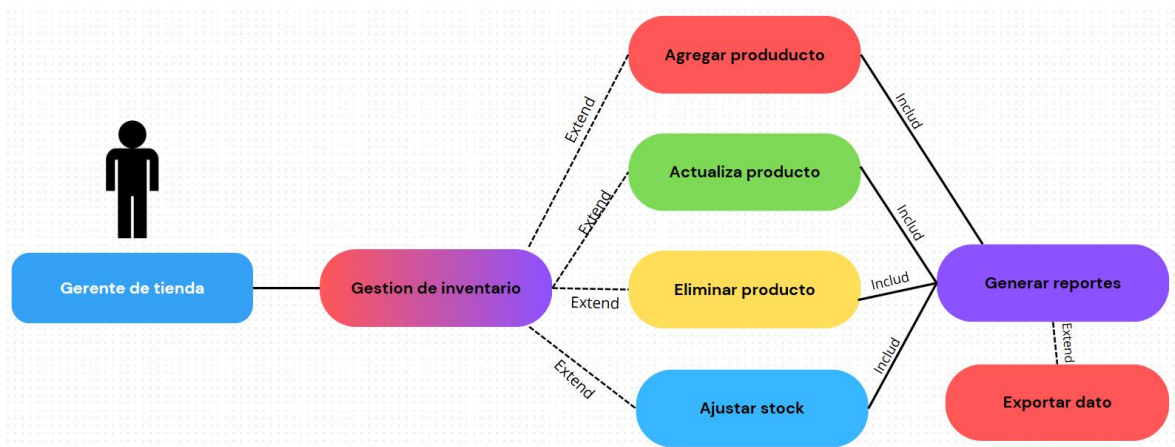 Agregar produducto
Extend
Includ
Actualiza producto
Extend
Includ
Gerente de tienda
Gestion de inventario
Extend
Eliminar producto
Includ
Generar reportes
Extend
Ajustar stock
Includ
Extend
Exportar dato